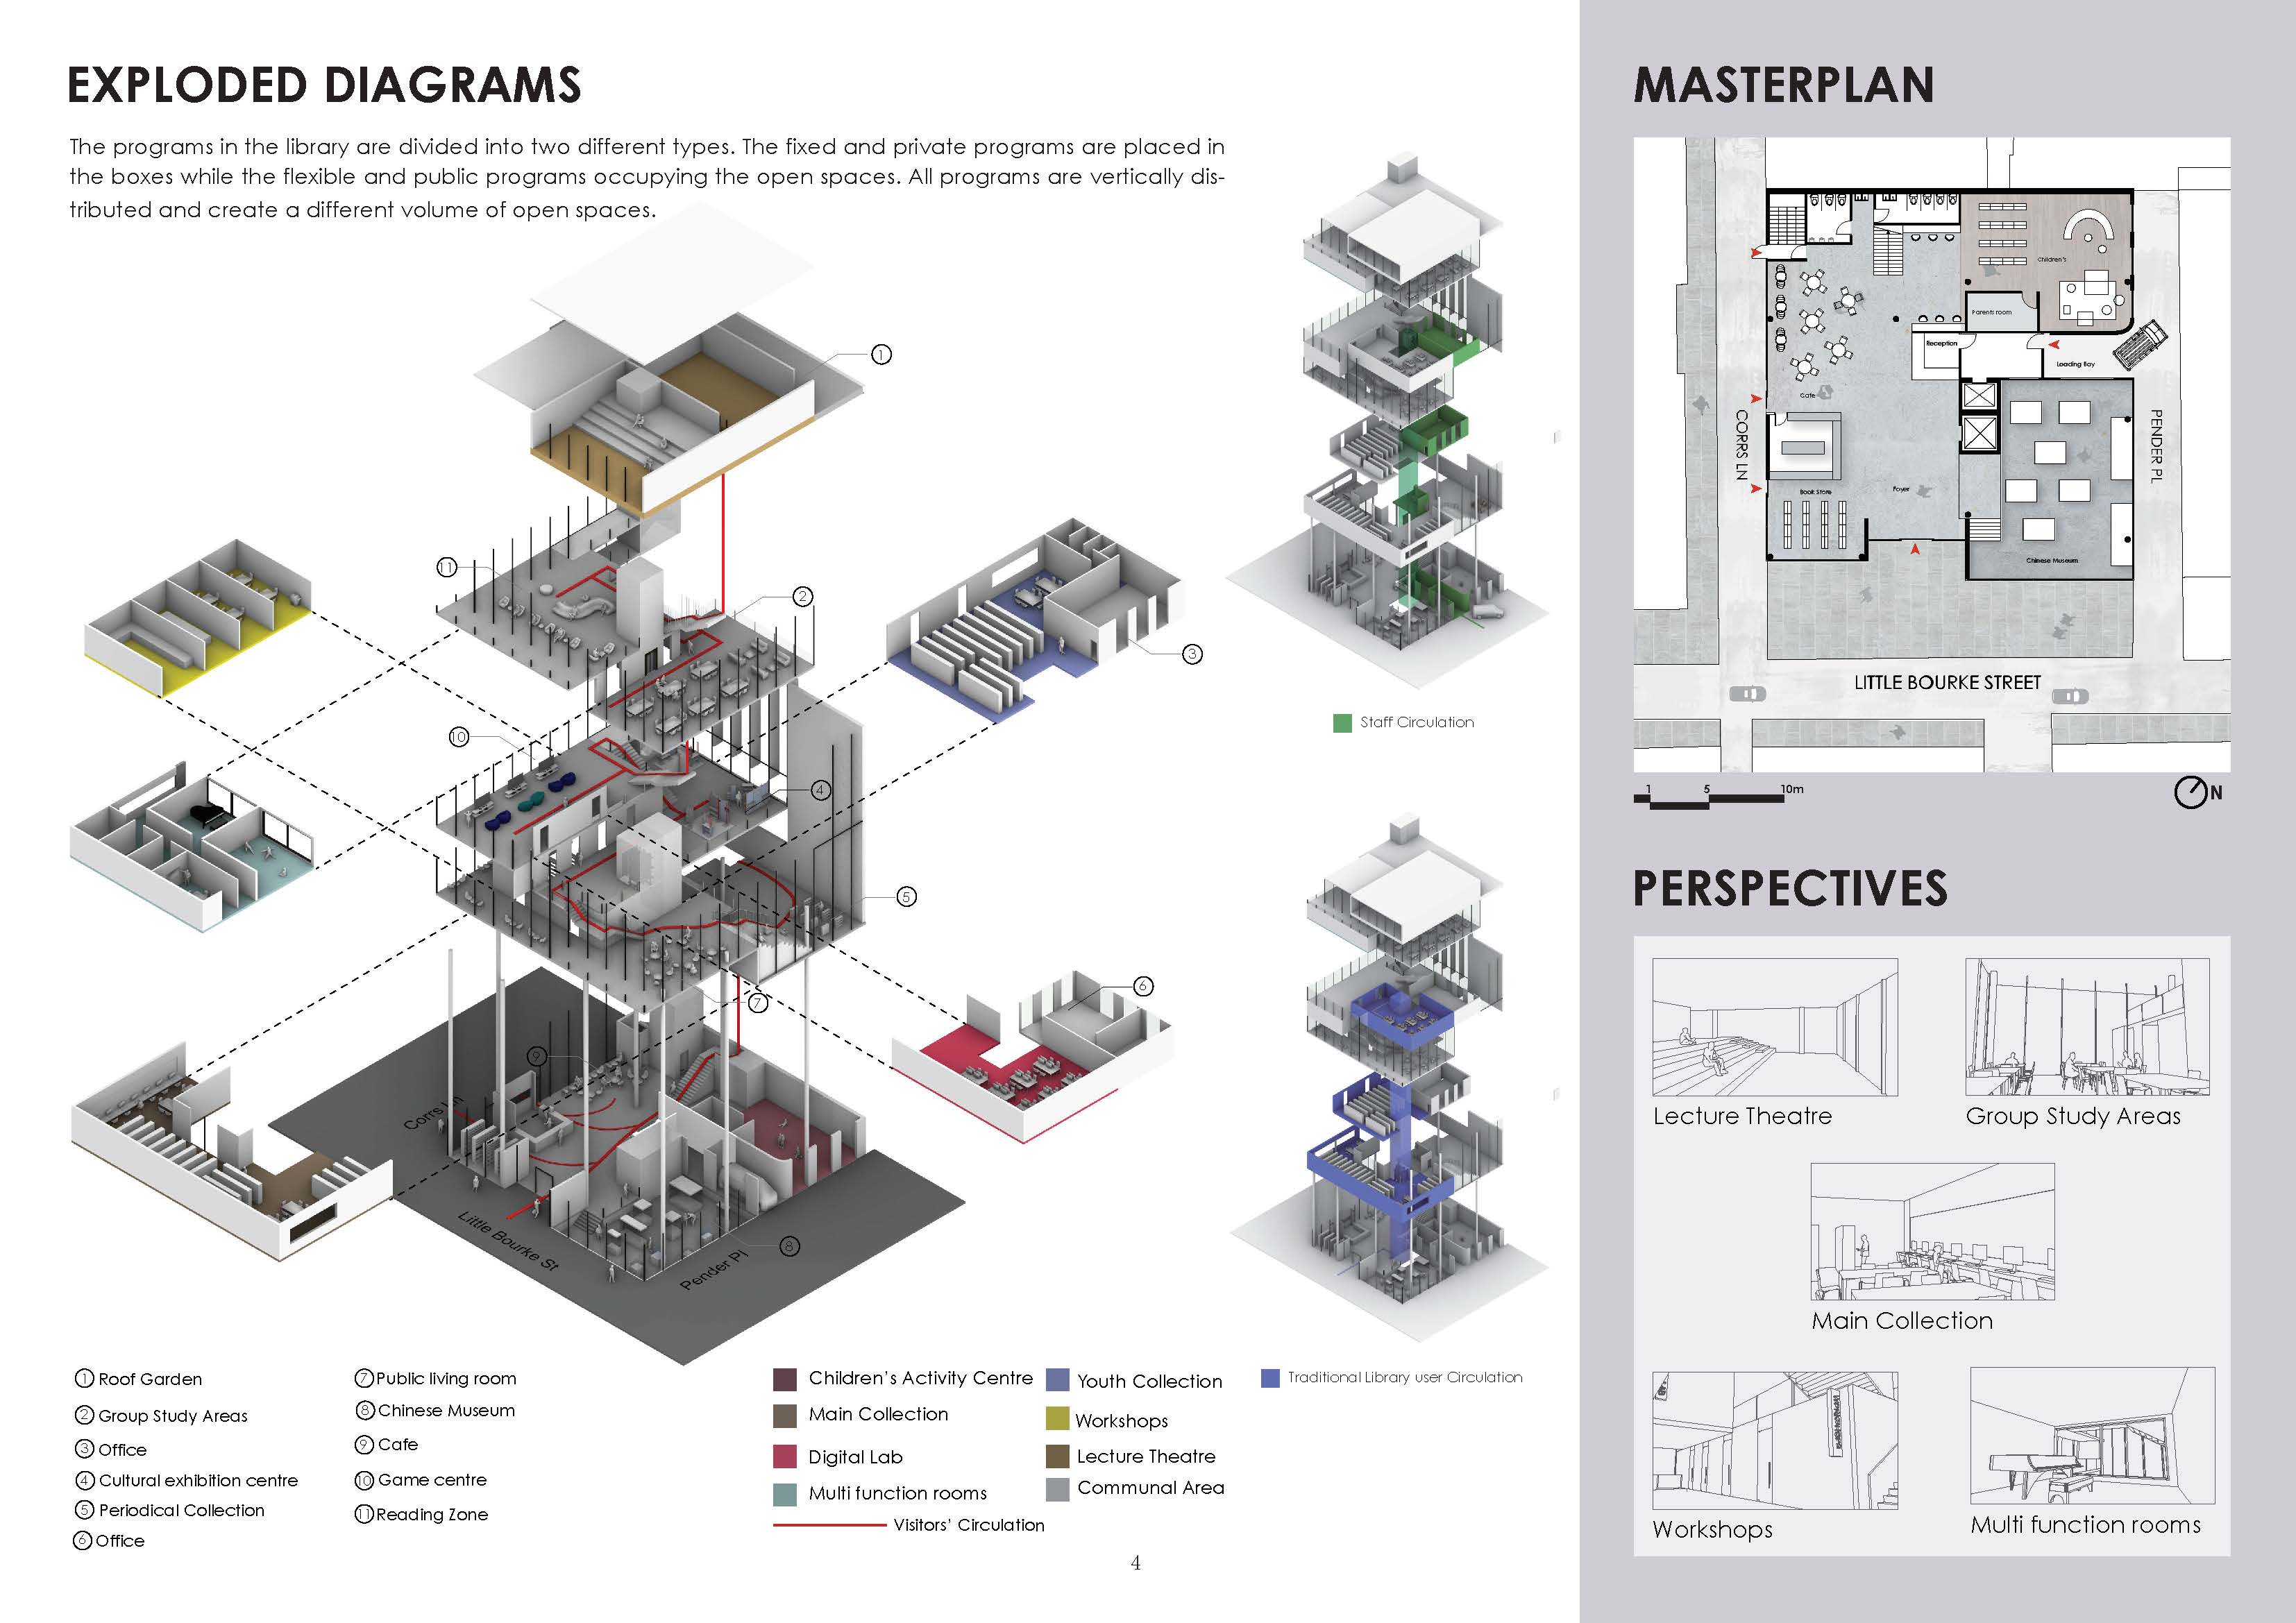 EXPLODED DIAGRAMS
The programs in the library are divided into two different types. The fixed and private programs are placed in
the boxes while the flexible and public programs occupying the open spaces. All programs are vertically dis-
tributed and create a different volume of open spaces.
1
11
2
3
10
4
5
6
7
9
8
Corrs Ln
Little Bourke St
Pender Pl
1 Roof Garden
2 Group Study Areas
3 Office
4 Cultural exhibition centre
5 Periodical Collection
6 Office
7 Public living room
8 Chinese Museum
9 Cafe
10 Game centre
11 Reading Zone
Children's Activity Centre
Main Collection
Digital Lab
Multi function rooms
Visitors' Circulation
Youth Collection
Workshops
Lecture Theatre
Communal Area
Staff Circulation
Traditional Library user Circulation
4
MASTERPLAN
Children's
Parents room
Reception
Loading Bay
Cafe
CORRS LN
PENDER PL
Book Store
Foyer
Chinese Museum
LITTLE BOURKE STREET
1 5 10m
N
PERSPECTIVES
Lecture Theatre
Group Study Areas
Main Collection
Workshops
Multi function rooms